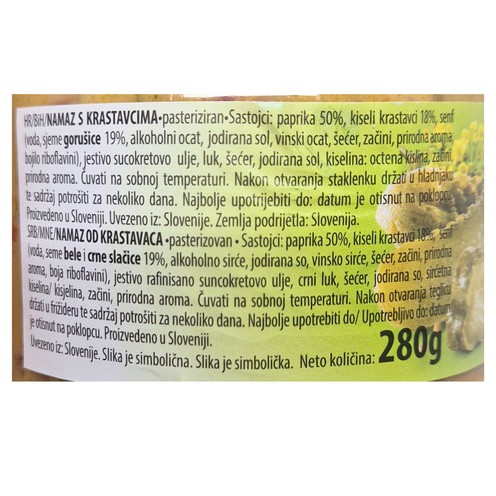 HR/BiH/NAMAZ S KRASTAVCIMA•pasteriziran•Sastojci: paprika 50%, kiseli krastavci 18%, senf
(voda, sjeme gorušice 19%, alkoholni ocat, jodirana sol, vinski ocat, šećer, začini, prirodna aroma,
bojilo riboflavini), jestivo sucokretovo ulje, luk, šećer, jodirana sol, kiselina: octena kislina, začini,
prirodna aroma. Čuvati na sobnoj temperaturi. Nakon otvaranja staklenku držati u hladnjaku
te sadržaj potrošiti za nekoliko dana. Najbolje upotrijebiti do: datum je otisnut na poklopcu.
Proizvedeno u Sloveniji. Uvezeno iz: Slovenije. Zemlja podrijetla: Slovenija.
SRB/MNE/NAMAZ OD KRASTAVACA •pasterizovan • Sastojci: paprika 50%, kiseli krastavci 18%, senf
(voda, seme bele i crne slačice 19%, alkoholno sirće, jodirana so, vinsko sirće, šećer, začini, prirodna
aroma, boja riboflavini), jestivo rafinisano suncokretovo ulje, crni luk, šećer, jodirana so, sircetna
kiselina/ kisjelina, začini, prirodna aroma. Čuvati na sobnoj temperaturi. Nakon otvaranja teglicu
držati u frižideru te sadržaj potrošiti za nekoliko dana. Najbolje upotrebiti do/ Upotrebljivo do: datum
je otisnut na poklopcu. Proizvedeno u Sloveniji.
Uvezeno iz: Slovenije. Slika je simbolična. Slika je simbolička. Neto količina: 280g